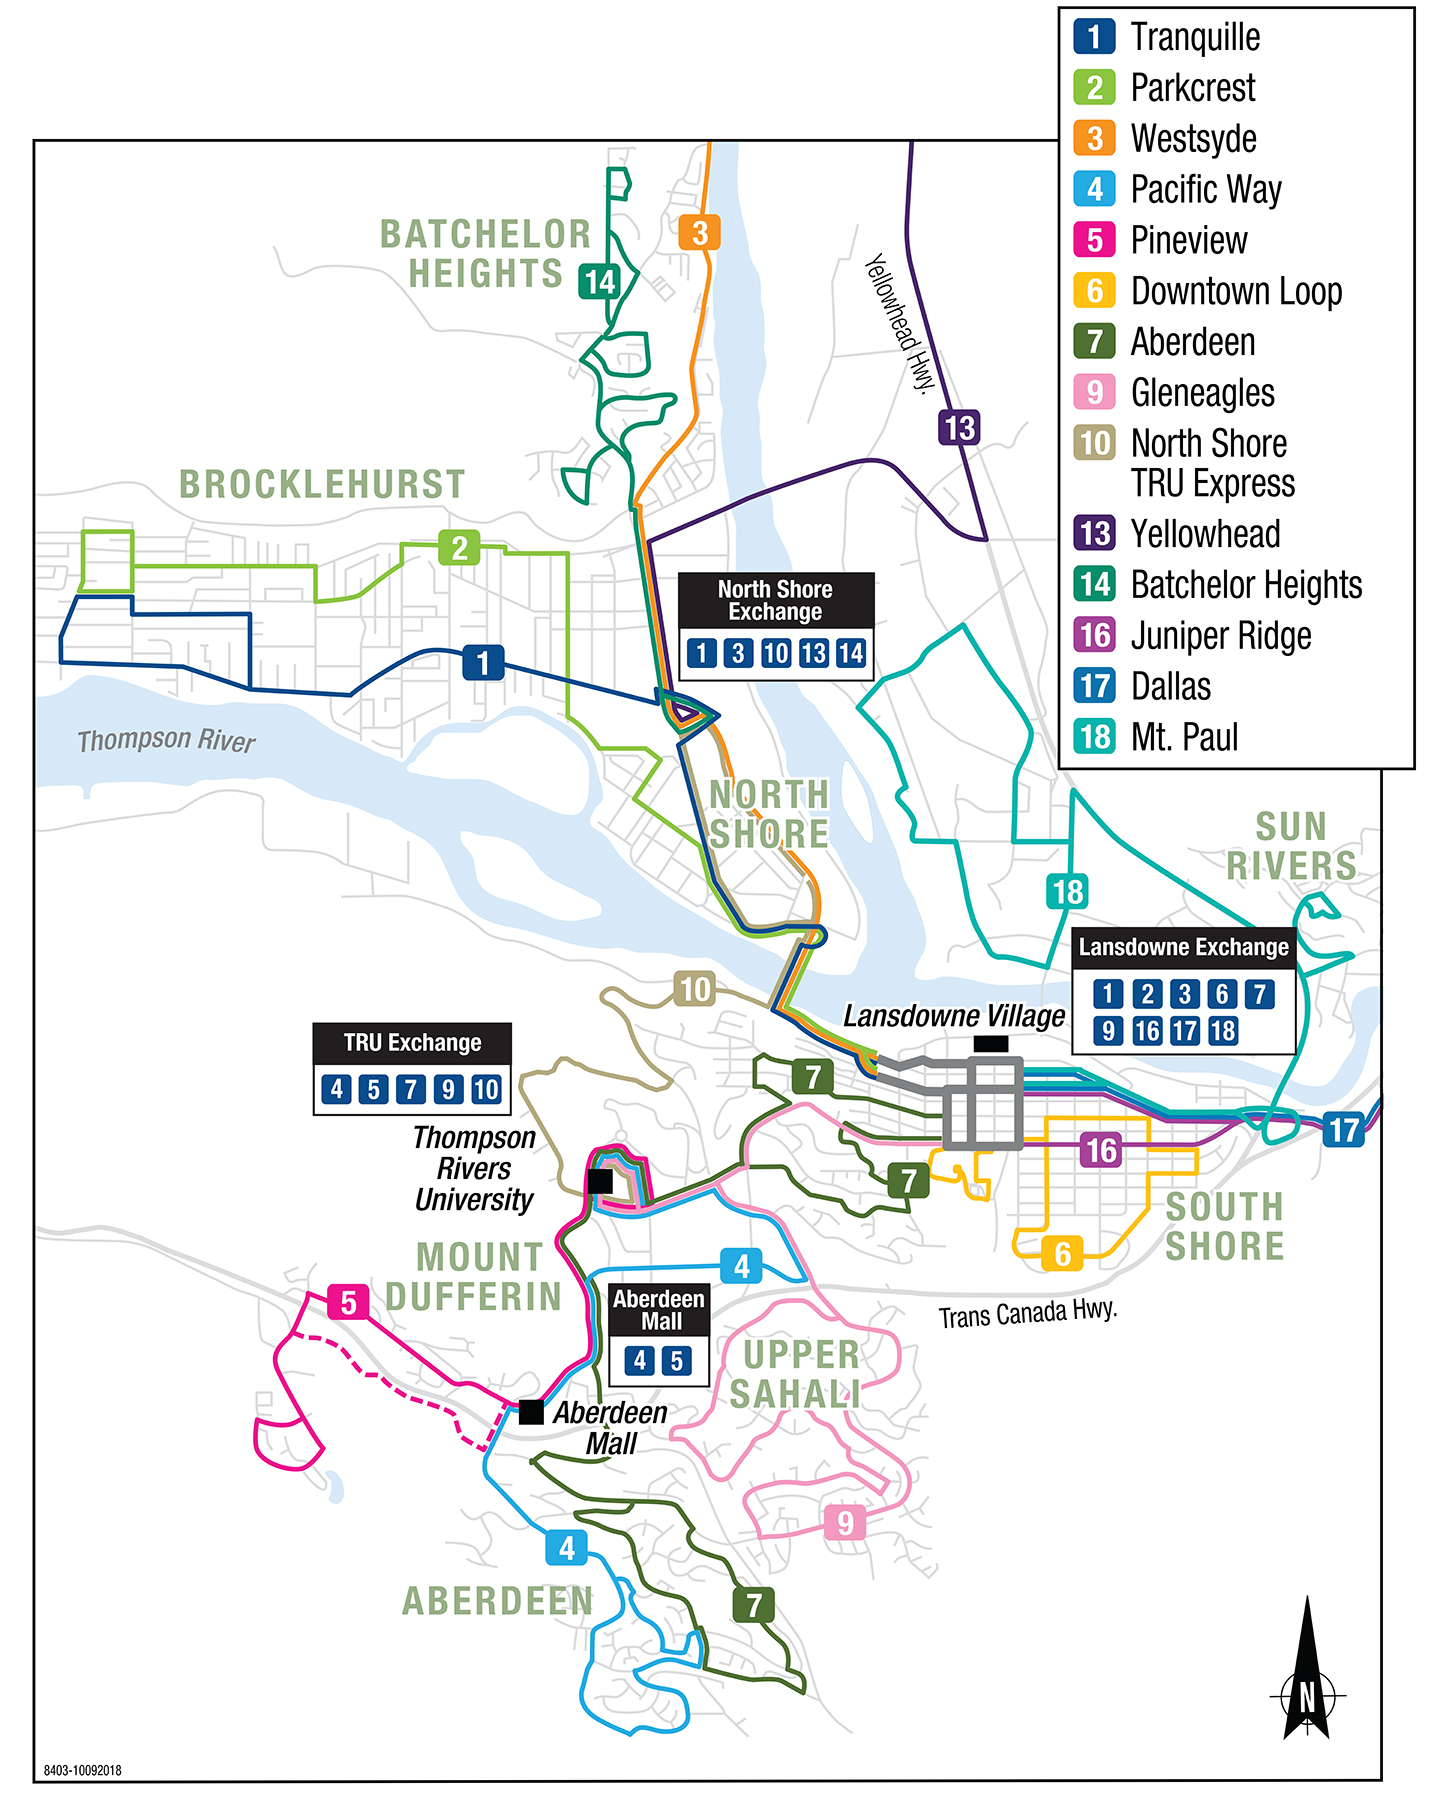 1 Tranquille
2 Parkcrest
3 Westsyde
4 Pacific Way
5 Pineview
6 Downtown Loop
7 Aberdeen
9 Gleneagles
10 North Shore
TRU Express
13 Yellowhead
14 Batchelor Heights
16 Juniper Ridge
17 Dallas
18 Mt. Paul
BATCHELOR
HEIGHTS
14
3
Yellowhead Hwy.
13
BROCKLEHURST
2
1
North Shore
Exchange
1 3 10 13 14
Thompson River
NORTH
SHORE
SUN
RIVERS
18
Lansdowne Exchange
1 2 3 6 7
9 16 17 18
10
Lansdowne Village
TRU Exchange
4 5 7 9 10
7
17
Thompson
Rivers
University
16
7
SOUTH
SHORE
6
MOUNT
DUFFERIN
4
5
Aberdeen
Mall
4 5
Trans Canada Hwy.
UPPER
SAHALI
Aberdeen
Mall
9
4
ABERDEEN
7
N
8403-10092018